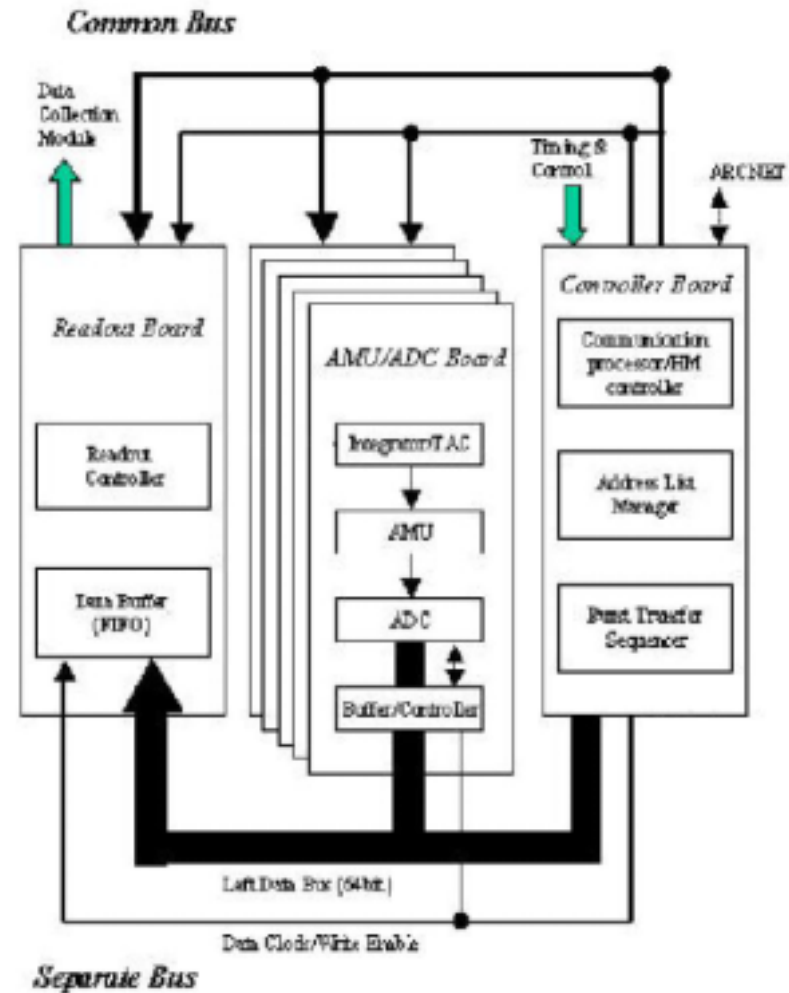 Common Bus
Data
Collection
Module
Timing &
Control
ARCNET
Readout Board
Readout
Controller
Data Buffer
(FIFO)
AMU/ADC Board
Integrator/TAC
AMU
ADC
Buffer/Controller
Controller Board
Communication
processor/HM
controller
Address List
Manager
Burst Transfer
Sequencer
Left Data Box (64bit)
Data Clock/Write Enable
Separate Bus